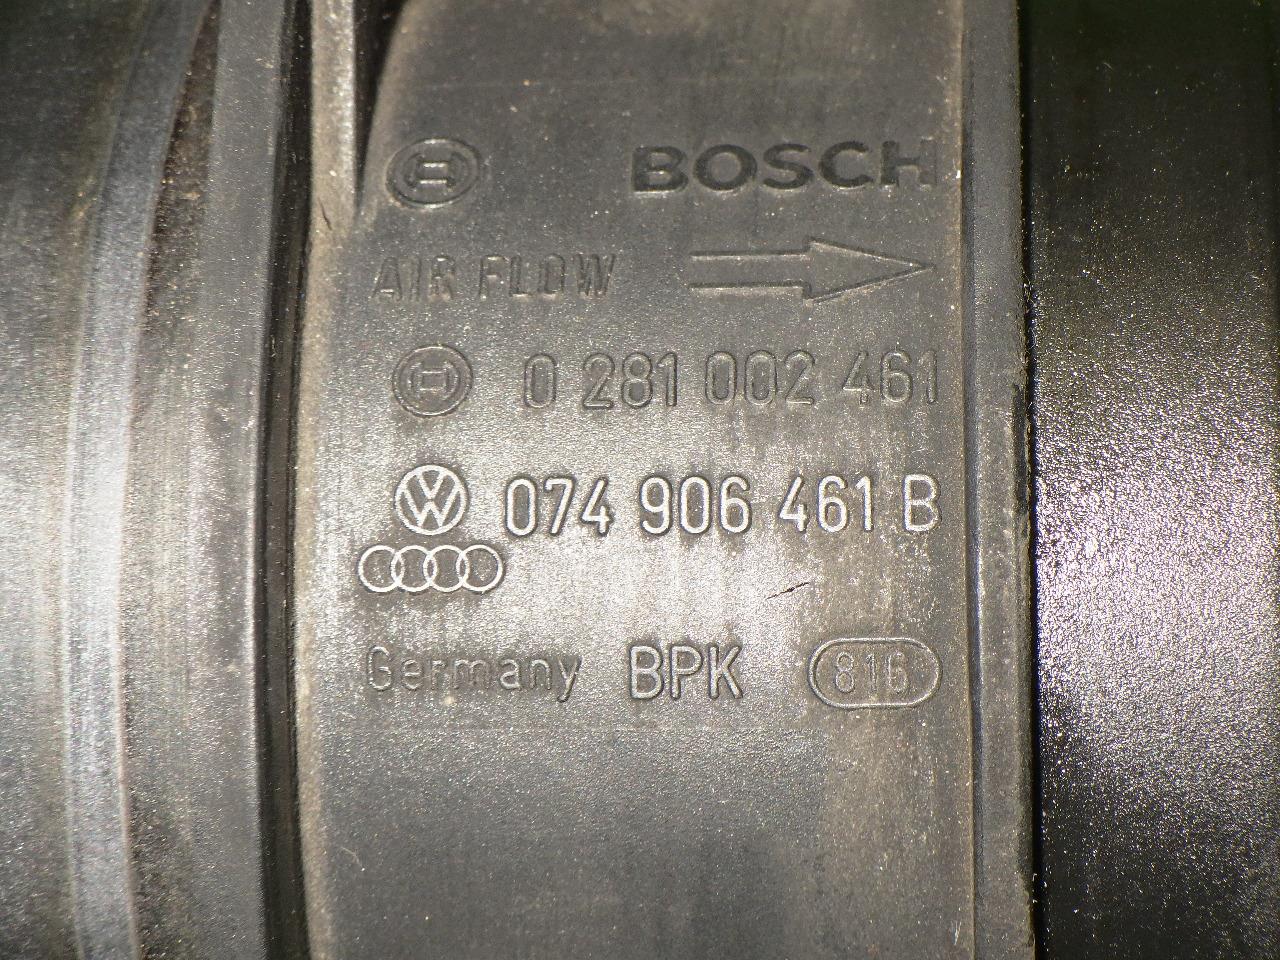 BOSCH
AIR FLOW
0 281 002 461
074 906 461 B
Germany BPK 816